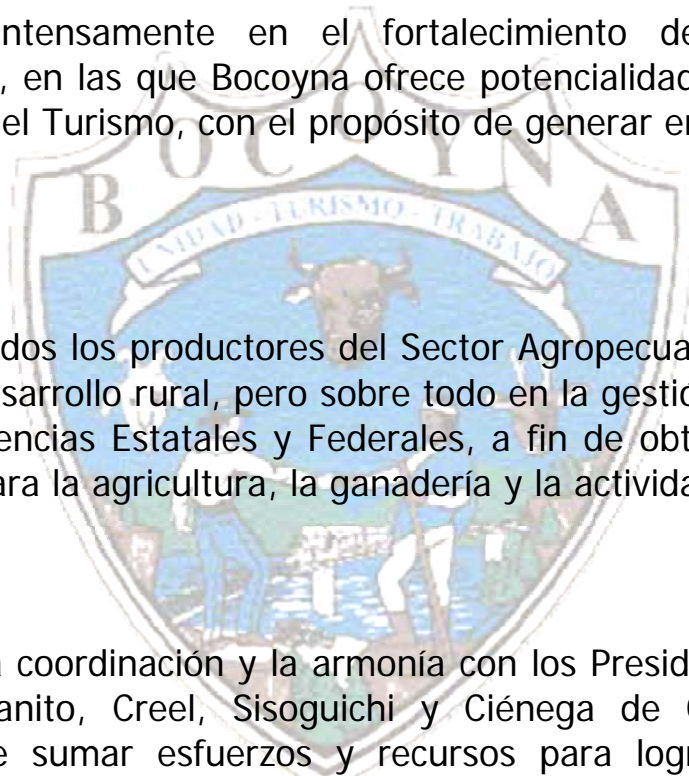 ntensamente en el fortalecimiento de
, en las que Bocoyna ofrece potencialidad
el Turismo, con el propósito de generar en
BOCOYNA
UNIDAD - TURISMO - TRABAJO
dos los productores del Sector Agropecua
sarrollo rural, pero sobre todo en la gestic
encias Estatales y Federales, a fin de obt
ara la agricultura, la ganadería y la activida
a coordinación y la armonía con los Presid
anito, Creel, Sisoguichi y Ciénega de
e sumar esfuerzos y recursos para logr